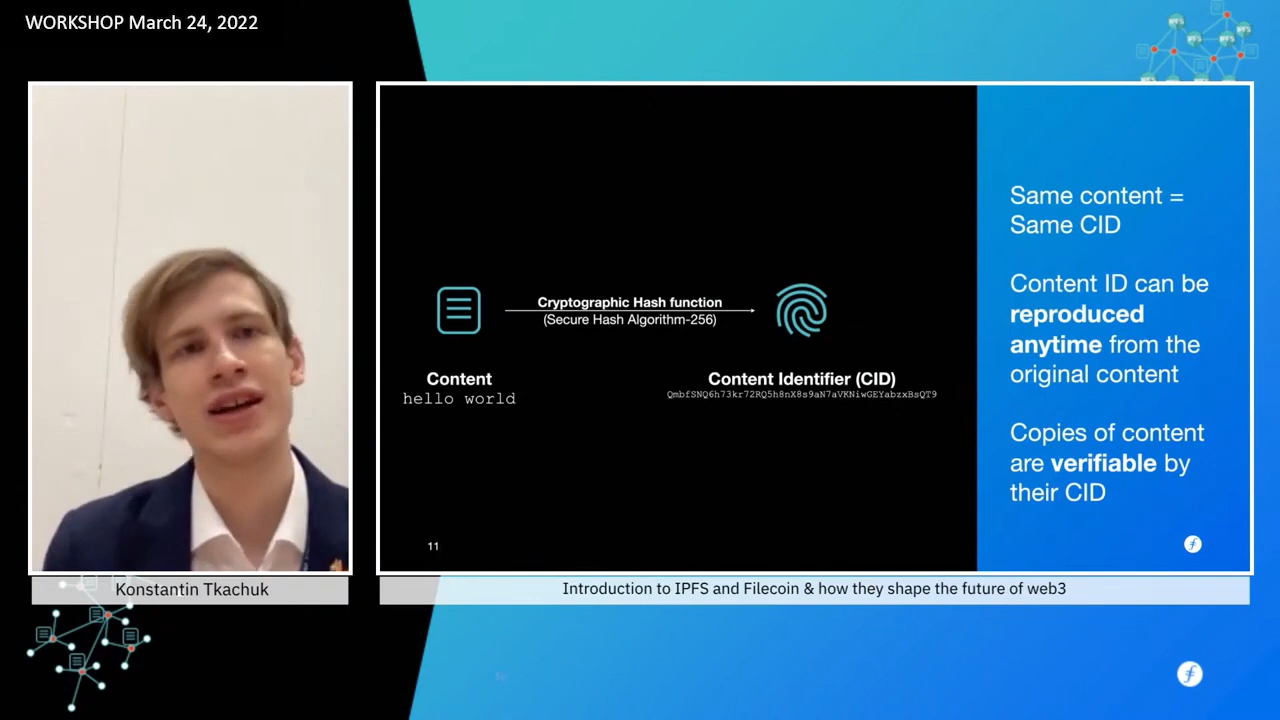 WORKSHOP March 24, 2022
Cryptographic Hash function
(Secure Hash Algorithm-256)
Content
hello world
Content Identifier (CID)
QmbfSNQ6h73kr72RQ5h8nX8s9aN7aVKNiwGEYabzxBsQT9
11
Same content =
Same CID
Content ID can be
reproduced
anytime from the
original content
Copies of content
are verifiable by
their CID
Konstantin Tkachuk
Introduction to IPFS and Filecoin & how they shape the future of web3